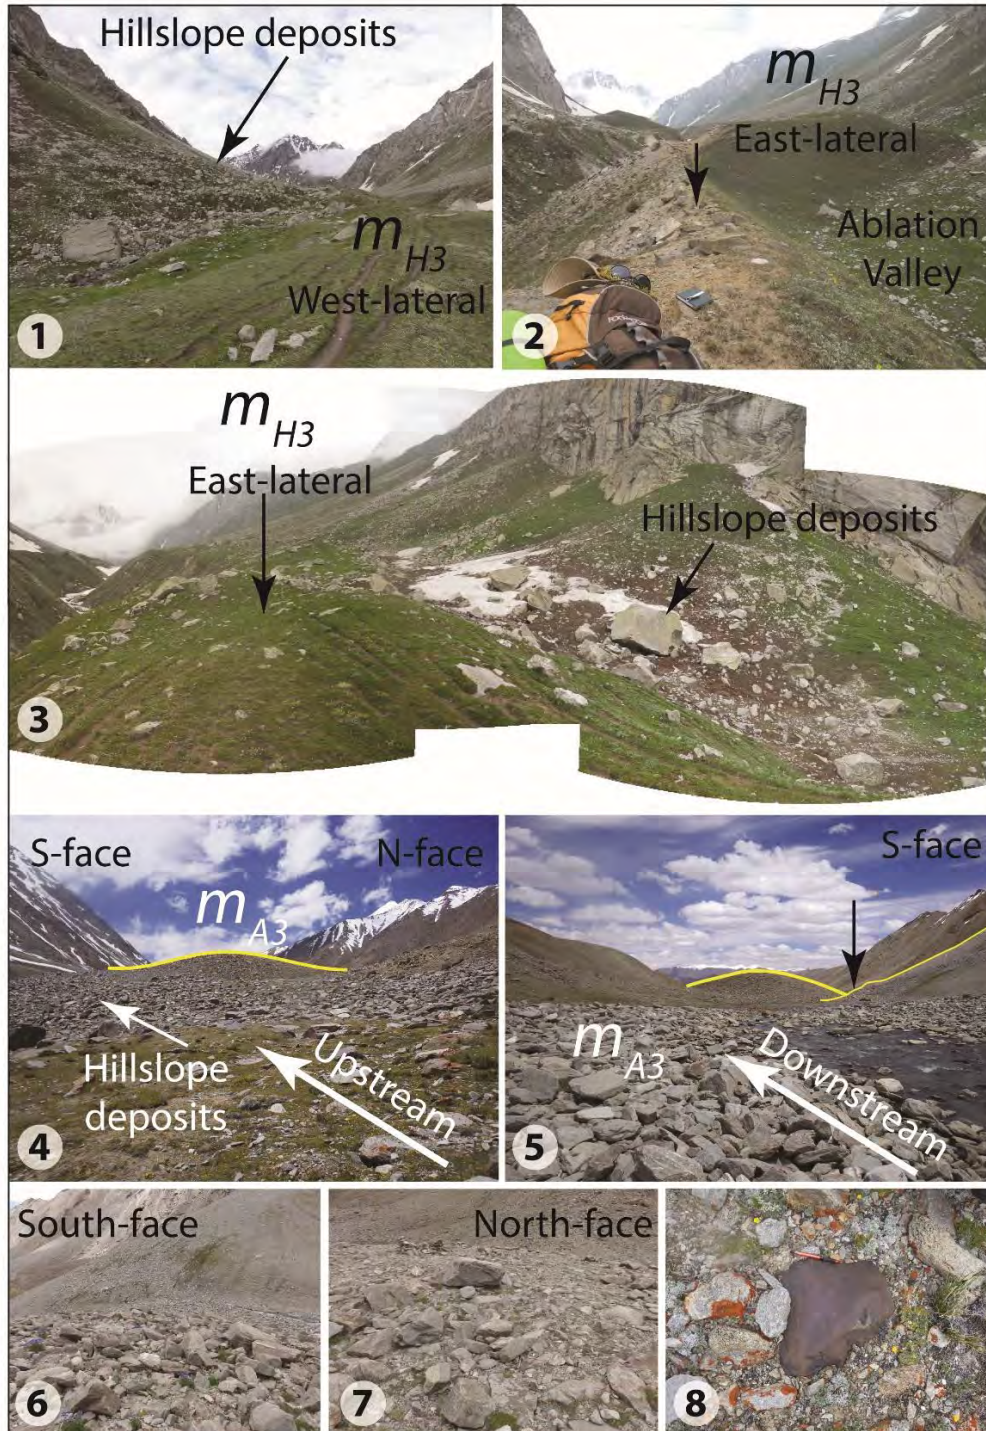 Hillslope deposits
m H3
West-lateral
1
m H3
East-lateral
Ablation
Valley
2
m H3
East-lateral
Hillslope deposits
3
S-face
N-face
m A3
Hillslope
deposits
Upstream
4
S-face
m A3
Downstream
5
South-face
6
North-face
7
8